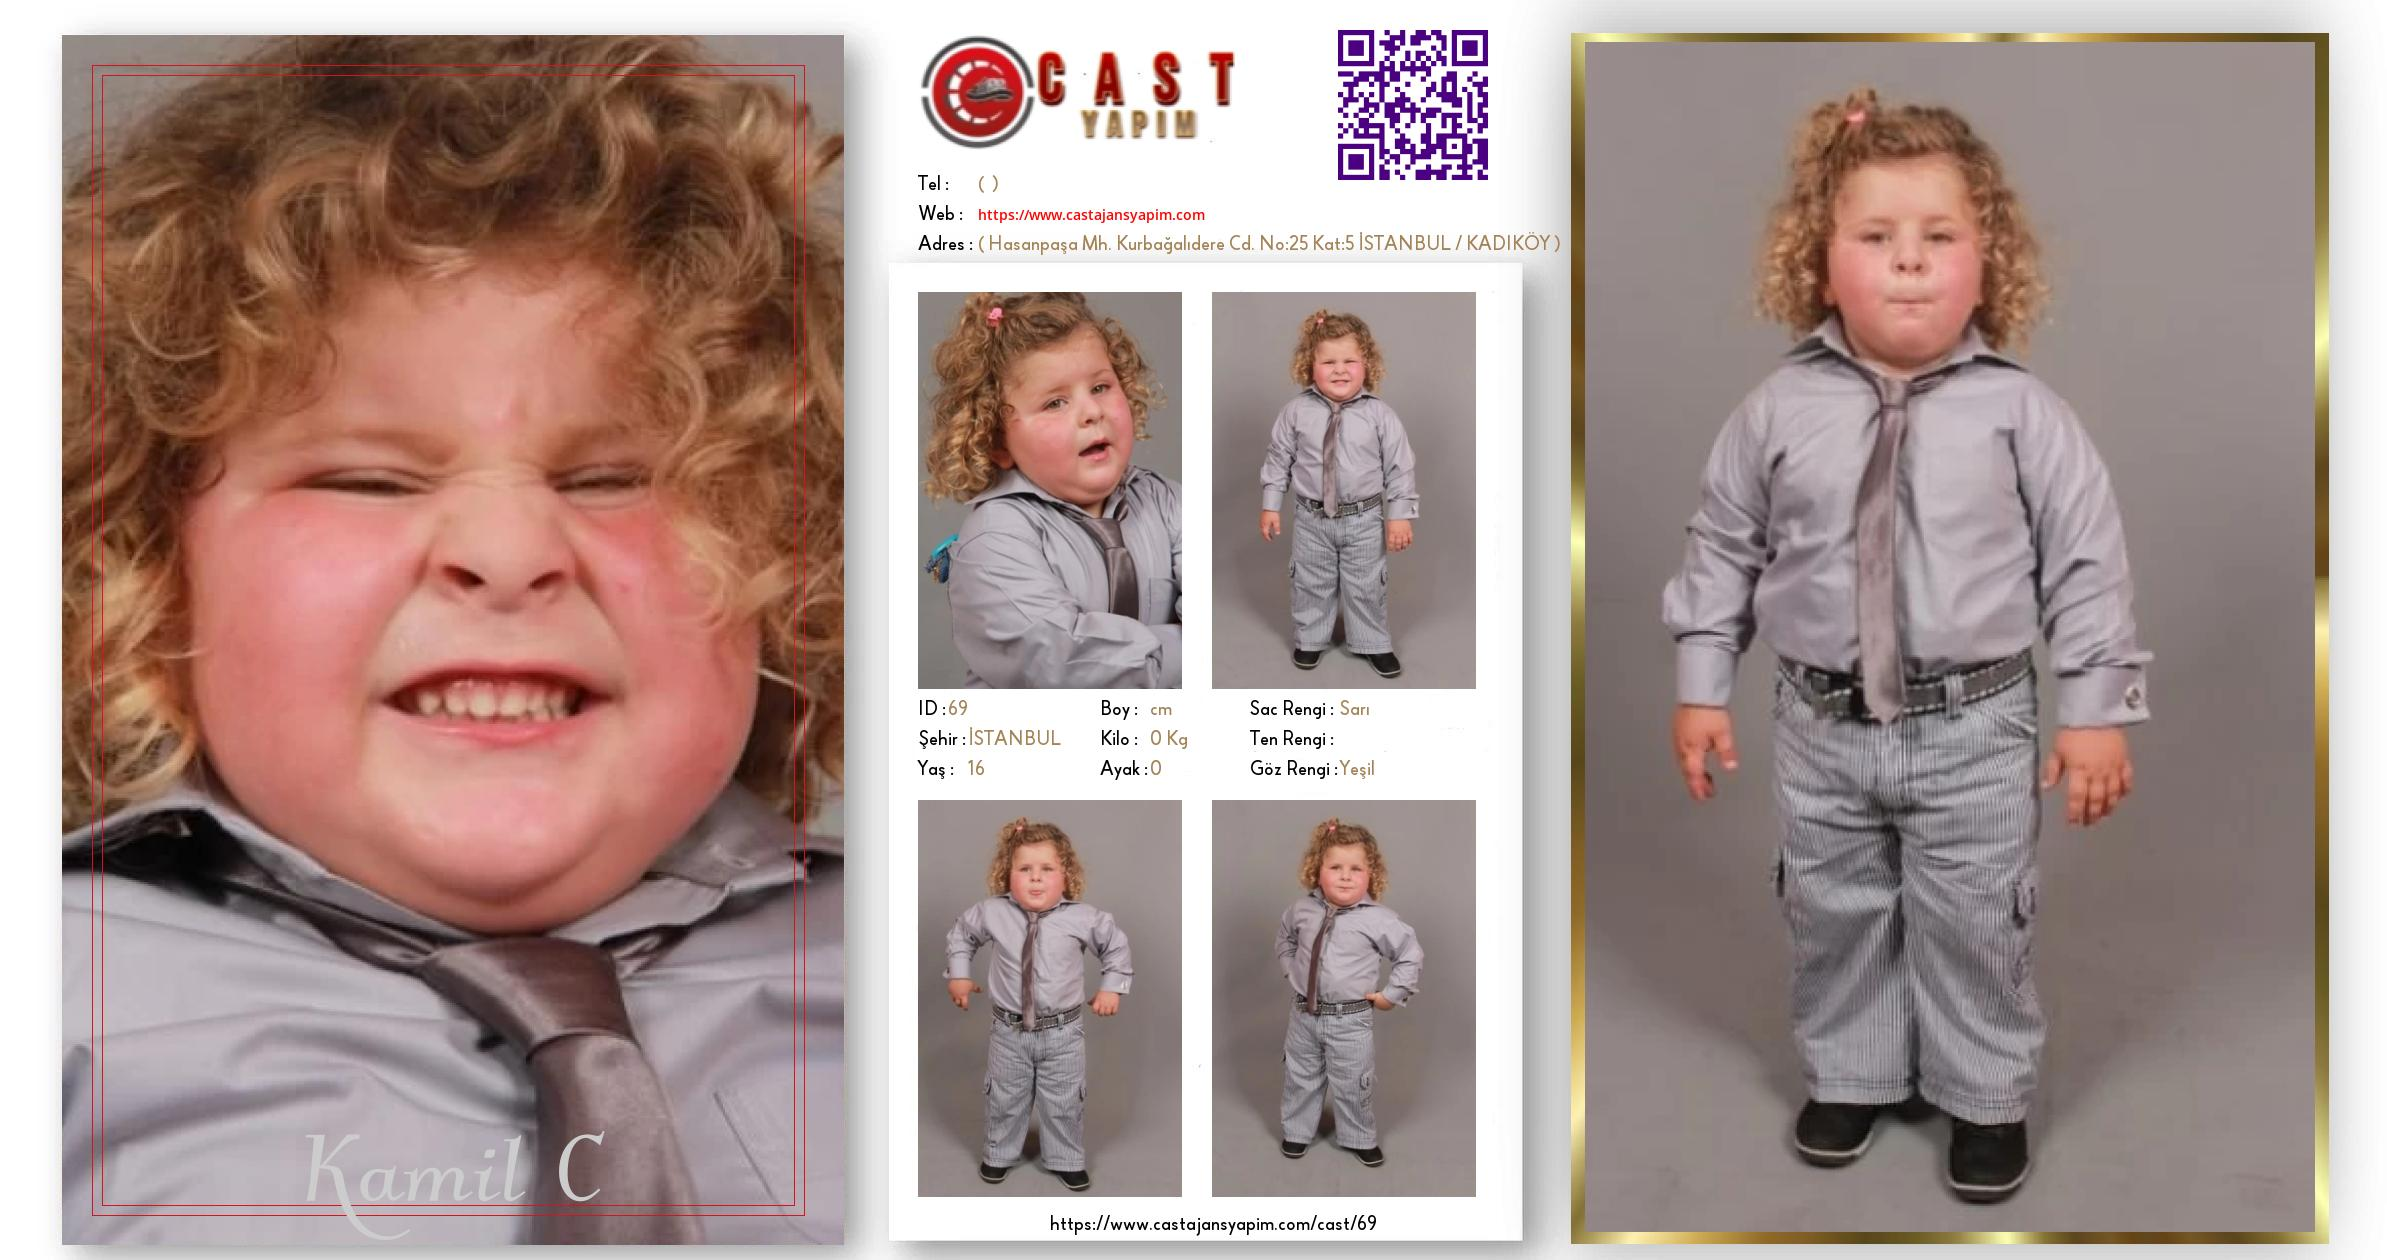 CAST
YAPIM
Tel : ( )
Web : https://www.castajansyapim.com
Adres : ( Hasanpaşa Mh. Kurbağalıdere Cd. No:25 Kat:5 İSTANBUL / KADIKÖY )
ID : 69 Boy : cm Sac Rengi : Sarı
Şehir : İSTANBUL Kilo : 0 Kg Ten Rengi :
Yaş : 16 Ayak : 0 Göz Rengi : Yeşil
Kamil C
https://www.castajansyapim.com/cast/69